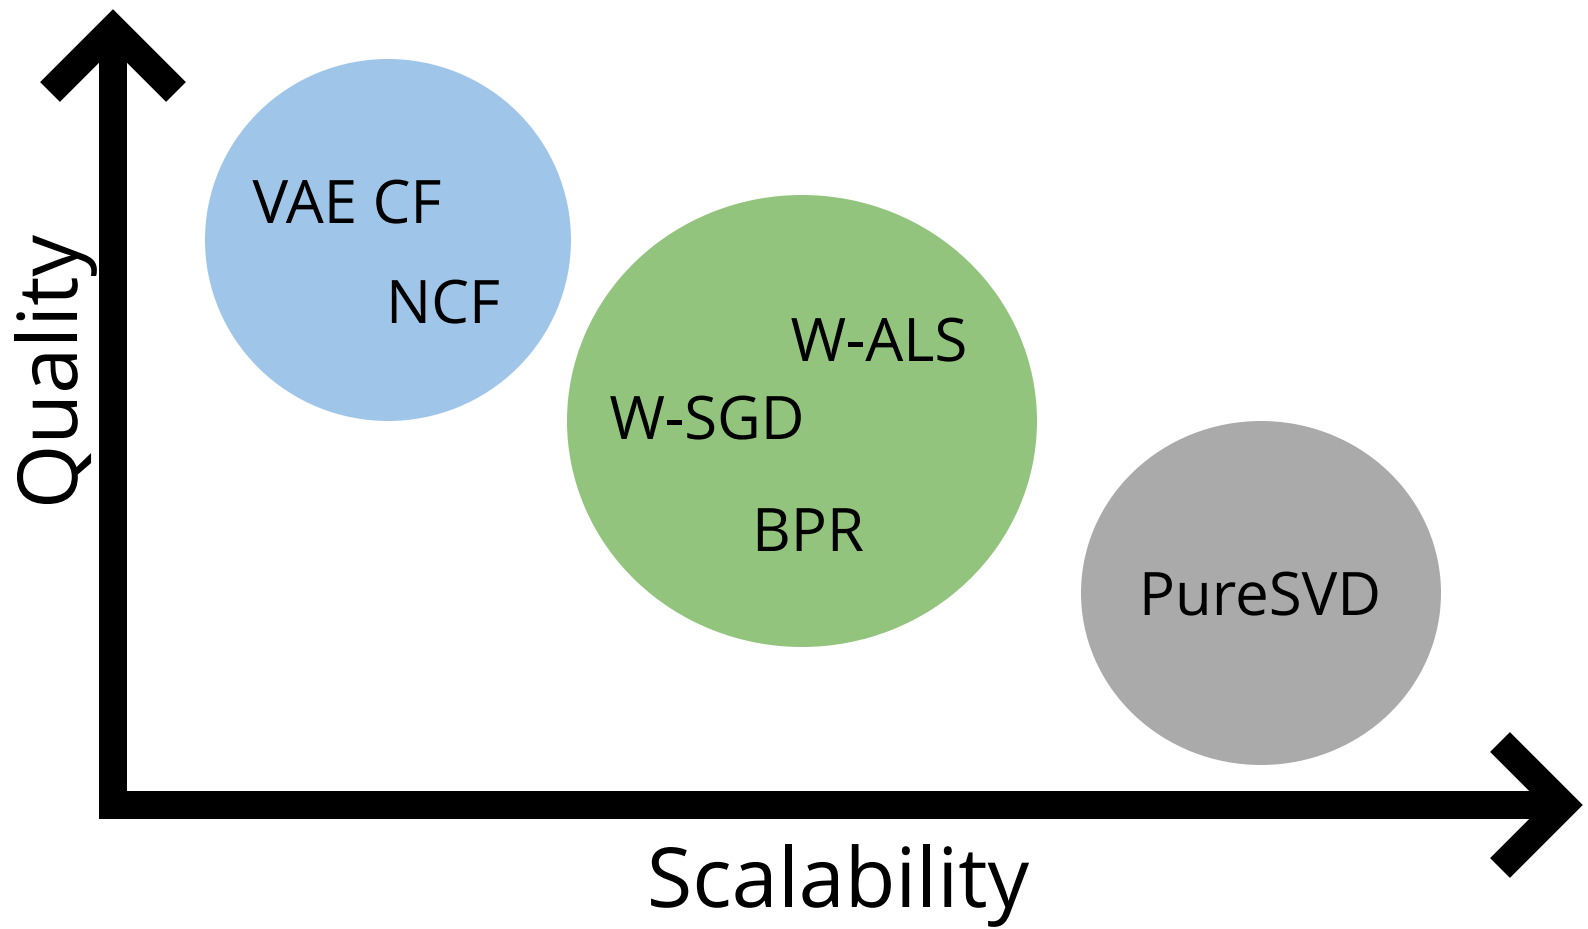 Quality
VAE CF
NCF
W-ALS
W-SGD
BPR
PureSVD
Scalability